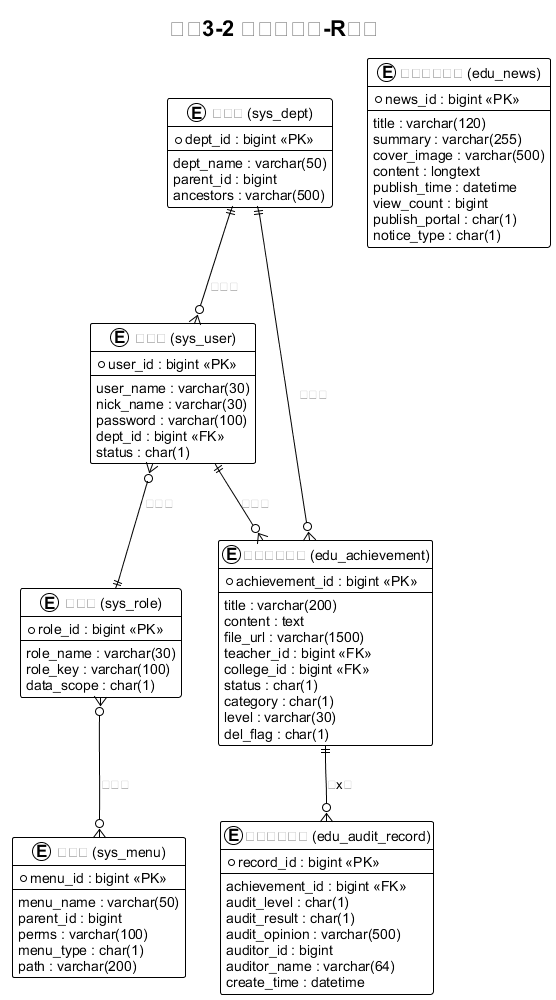 3-2 -R
(edu_news)
news_id : bigint «PK»
title : varchar(120)
summary : varchar(255)
cover_image : varchar(500)
content : longtext
publish_time : datetime
view_count : bigint
publish_portal : char(1)
notice_type : char(1)
E (sys_dept)
dept_id : bigint «PK»
dept_name : varchar(50)
parent_id : bigint
ancestors : varchar(500)
E (sys_user)
user_id : bigint «PK»
user_name : varchar(30)
nick_name : varchar(30)
password : varchar(100)
dept_id : bigint «FK»
status : char(1)
E (edu_achievement)
achievement_id : bigint «PK»
title : varchar(200)
content : text
file_url : varchar(1500)
teacher_id : bigint «FK»
college_id : bigint «FK»
status : char(1)
category : char(1)
level : varchar(30)
del_flag : char(1)
E (sys_role)
role_id : bigint «PK»
role_name : varchar(30)
role_key : varchar(100)
data_scope : char(1)
x
E (sys_menu)
menu_id : bigint «PK»
menu_name : varchar(50)
parent_id : bigint
perms : varchar(100)
menu_type : char(1)
path : varchar(200)
E (edu_audit_record)
record_id : bigint «PK»
achievement_id : bigint «FK»
audit_level : char(1)
audit_result : char(1)
audit_opinion : varchar(500)
auditor_id : bigint
auditor_name : varchar(64)
create_time : datetime